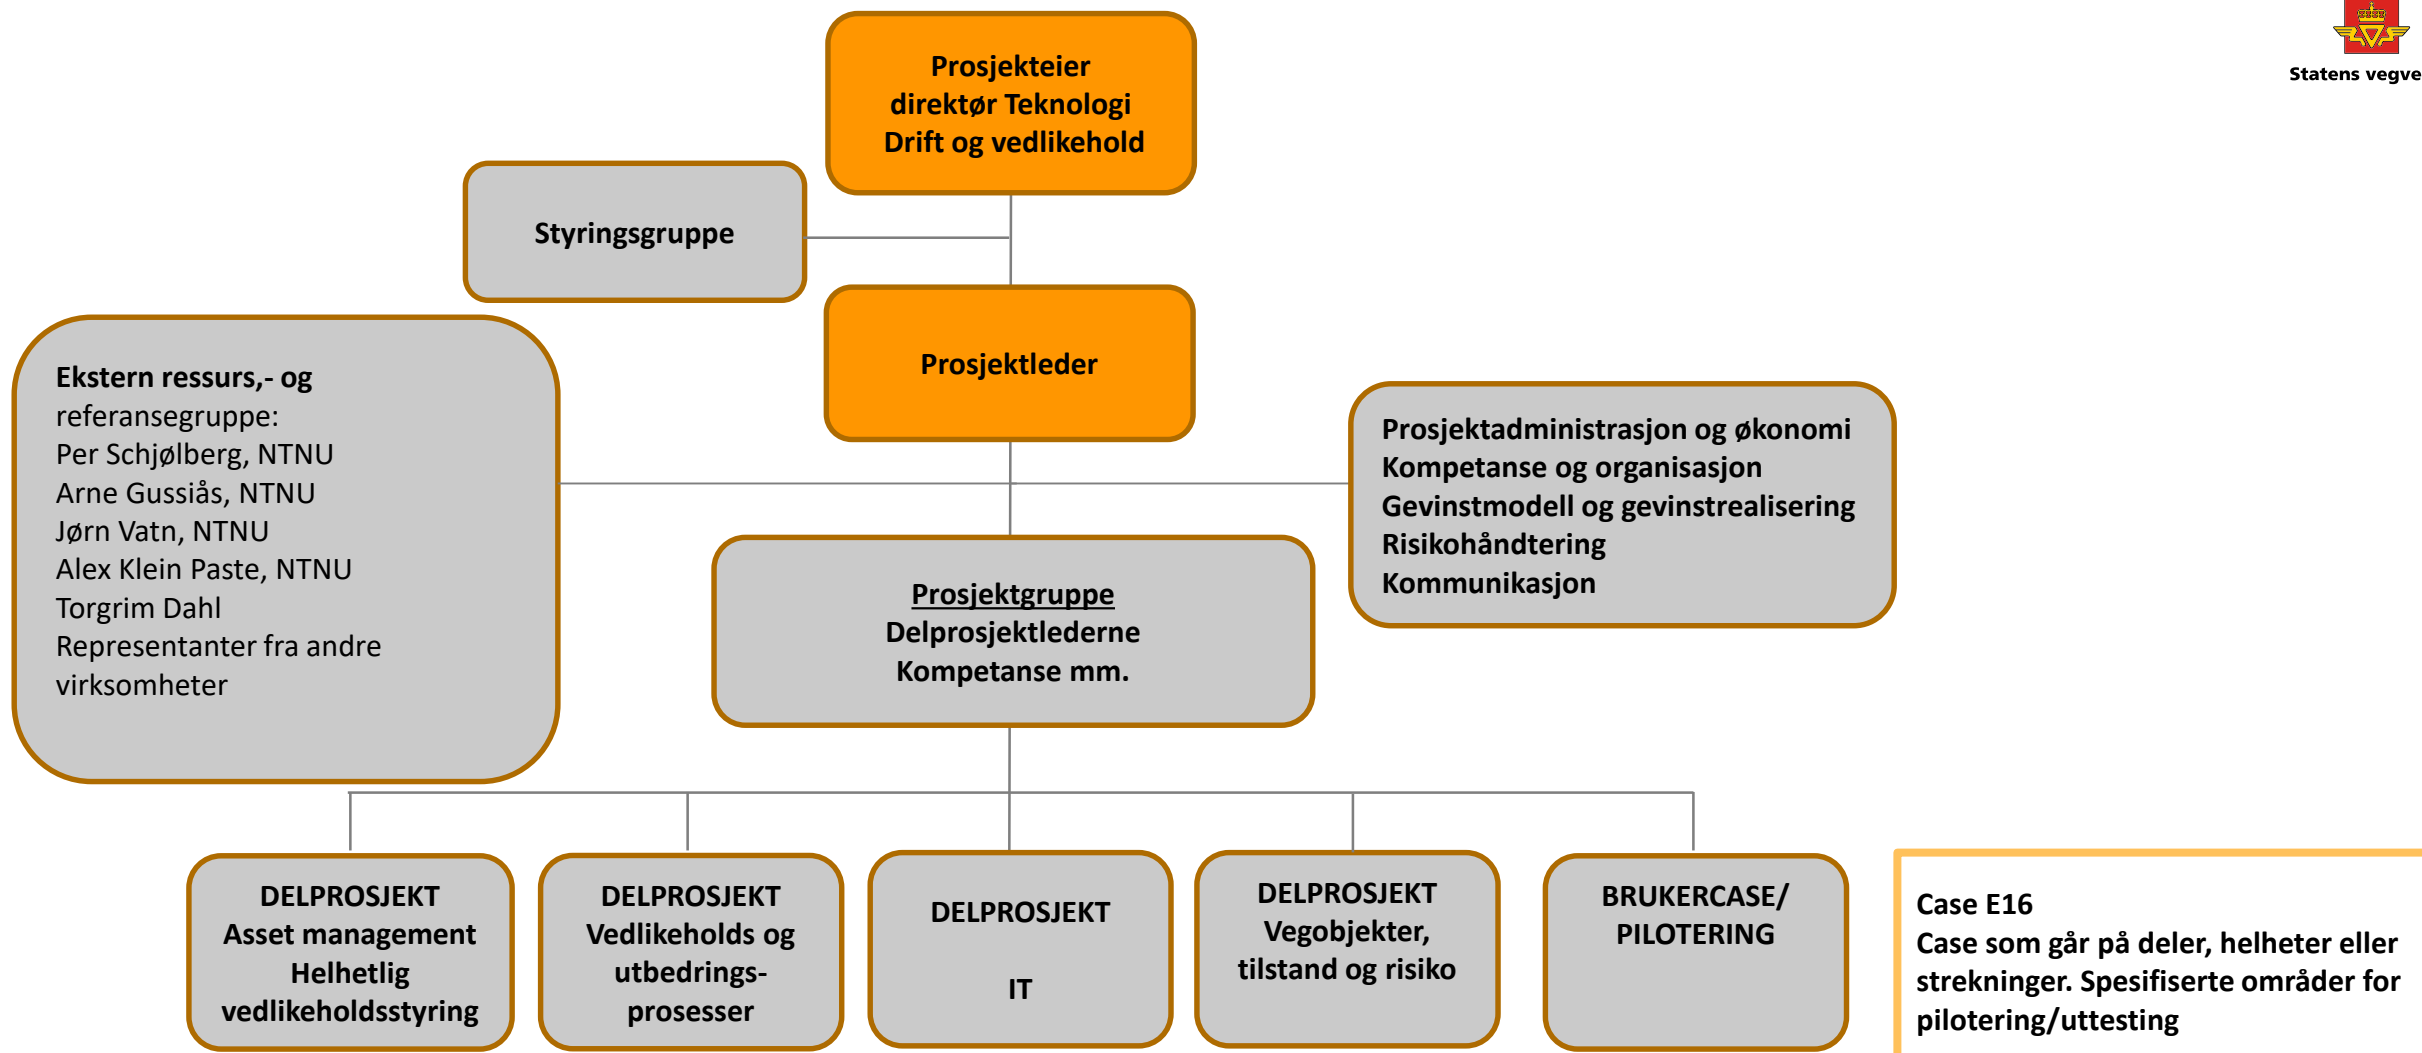 Prosjekteier
direktør Teknologi
Drift og vedlikehold
Statens vegve
Styringsgruppe
Prosjektleder
Ekstern ressurs,- og
referansegruppe:
Per Schjølberg, NTNU
Arne Gussiås, NTNU
Jørn Vatn, NTNU
Alex Klein Paste, NTNU
Torgrim Dahl
Representanter fra andre
virksomheter
Prosjektadministrasjon og økonomi
Kompetanse og organisasjon
Gevinstmodell og gevinstrealisering
Risikohåndtering
Kommunikasjon
Prosjektgruppe
Delprosjektlederne
Kompetanse mm.
DELPROSJEKT
Asset management
Helhetlig
vedlikeholdsstyring
DELPROSJEKT
Vedlikeholds og
utbedrings-
prosesser
DELPROSJEKT
IT
DELPROSJEKT
Vegobjekter,
tilstand og risiko
BRUKERCASE/
PILOTERING
Case E16
Case som går på deler, helheter eller
strekninger. Spesifiserte områder for
pilotering/uttesting